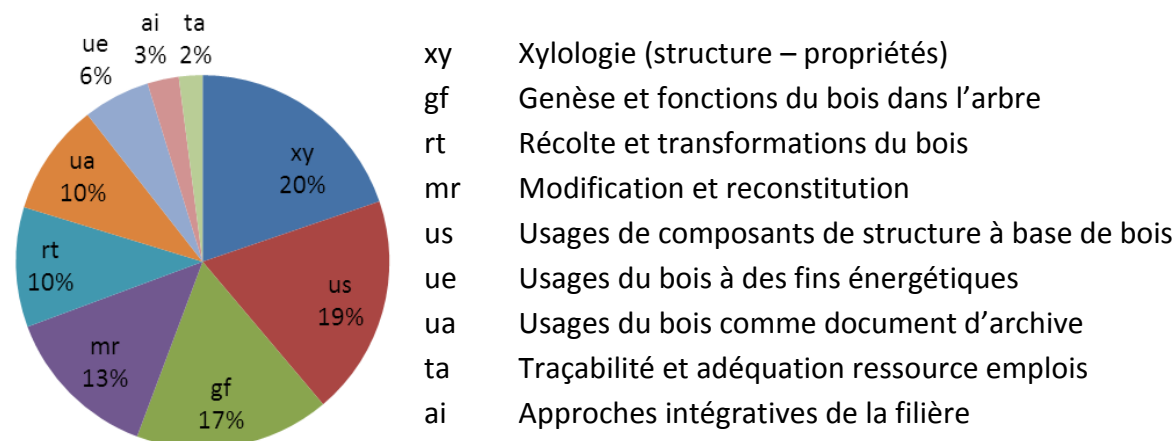 ai
3%
ta
2%
ue
6%
xy
20%
ua
10%
rt
10%
us
19%
mr
13%
gf
17%
xy Xylologie (structure – propriétés)
gf Genèse et fonctions du bois dans l’arbre
rt Récolte et transformations du bois
mr Modification et reconstitution
us Usages de composants de structure à base de bois
ue Usages du bois à des fins énergétiques
ua Usages du bois comme document d’archive
ta Traçabilité et adéquation ressource emplois
ai Approches intégratives de la filière